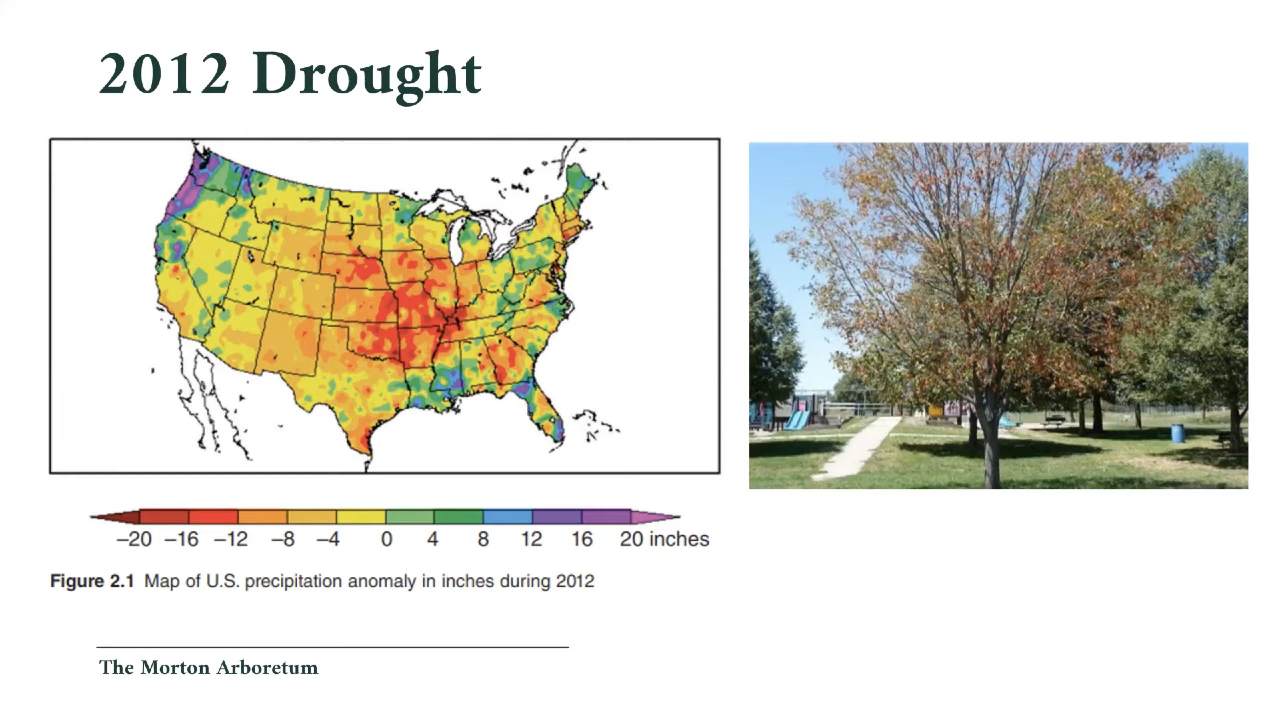 2012 Drought
–20 –16 –12 –8 –4 0 4 8 12 16 20 inches
Figure 2.1 Map of U.S. precipitation anomaly in inches during 2012
The Morton Arboretum